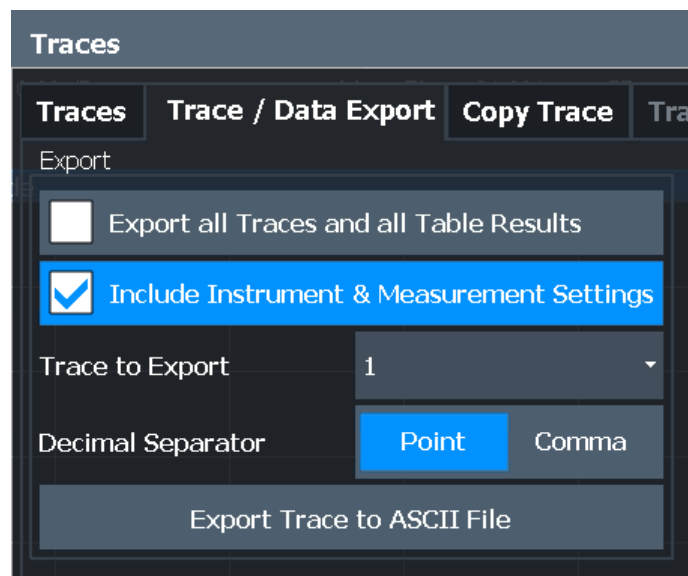 Traces
Traces Trace / Data Export Copy Trace Tra
Export
Export all Traces and all Table Results
Include Instrument & Measurement Settings
Trace to Export 1
Decimal Separator Point Comma
Export Trace to ASCII File